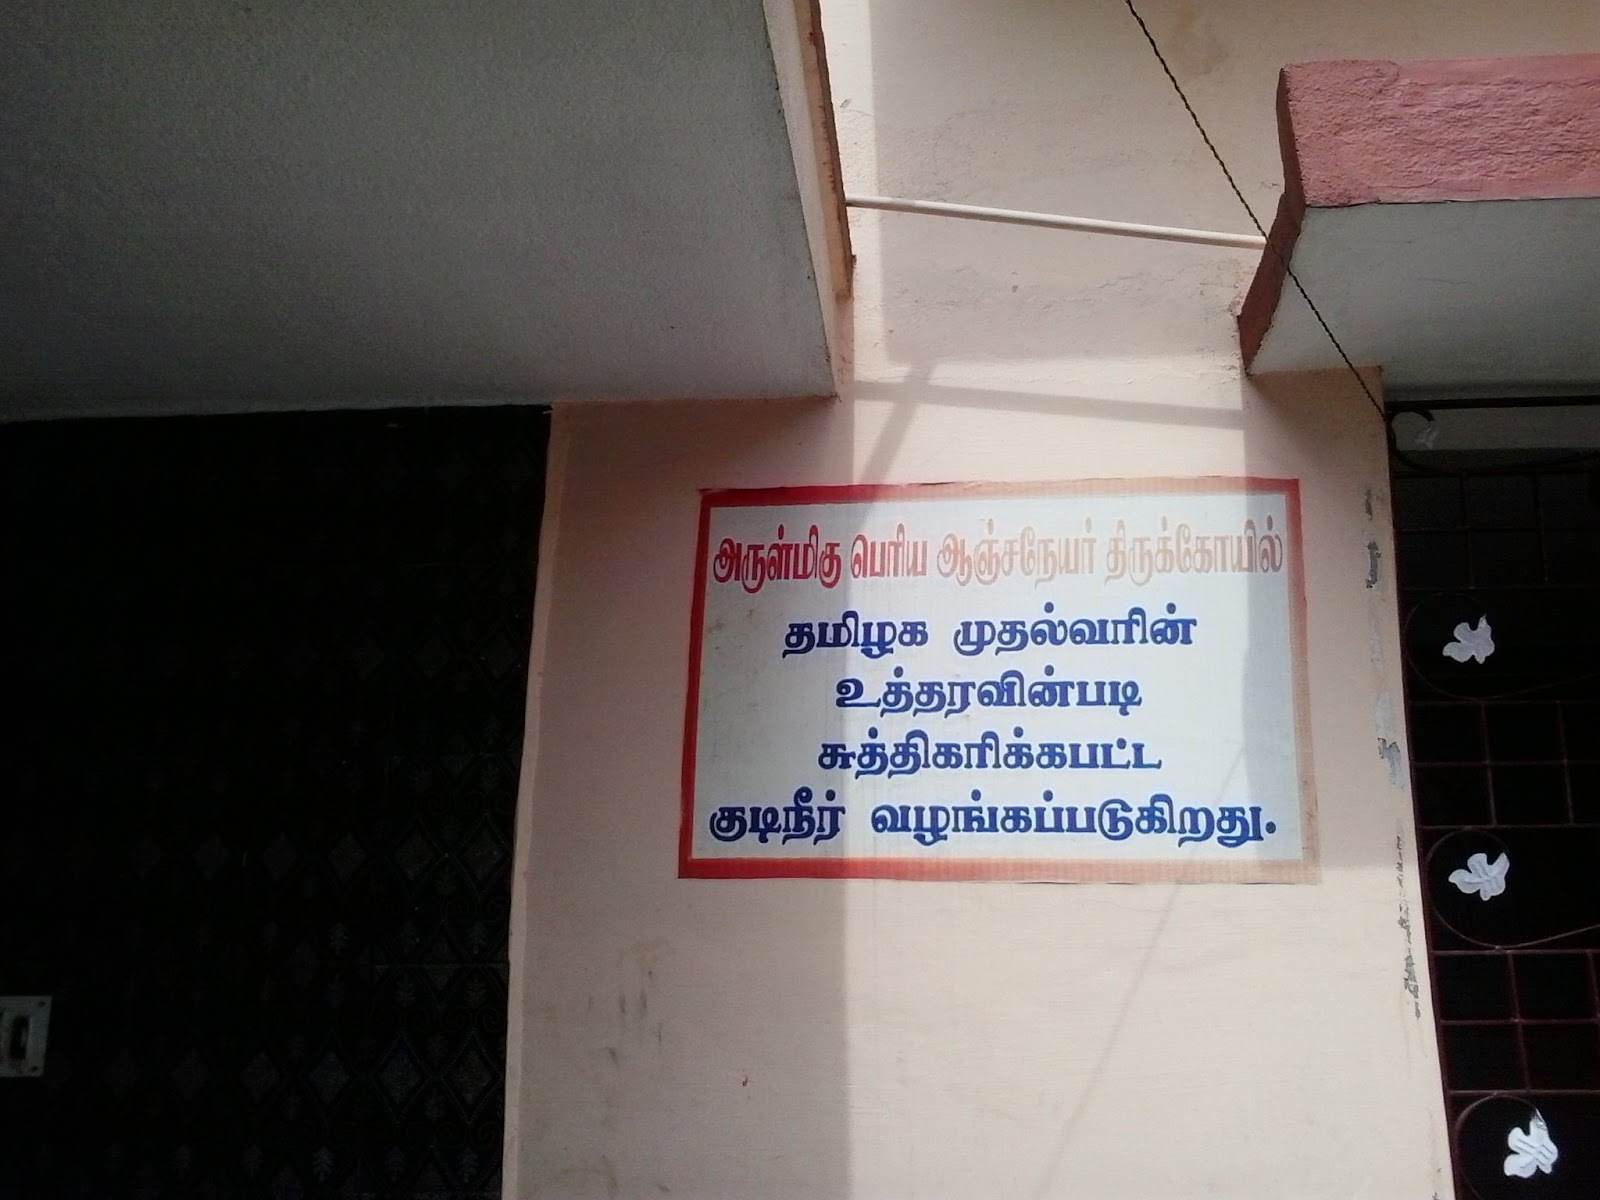 அருள்மிகு பெரிய ஆஞ்சநேயர் திருக்கோயில்
தமிழக முதல்வரின்
உத்தரவின்படி
சுத்திகரிக்கபட்ட
குடிநீர் வழங்கப்படுகிறது.